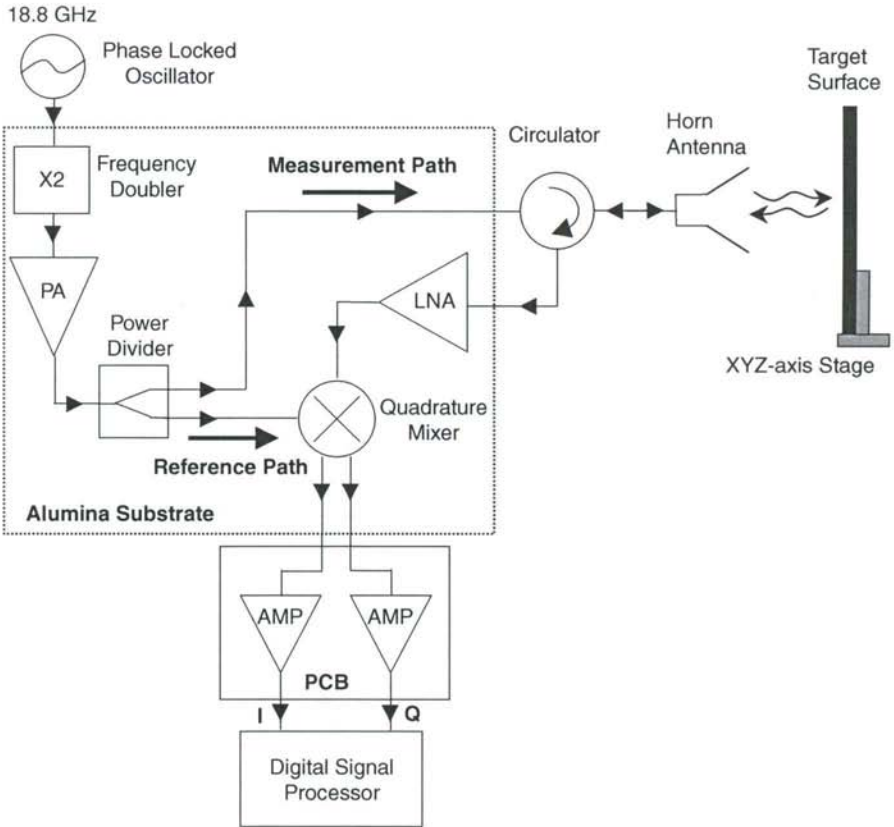 18.8 GHz
Phase Locked
Oscillator
Target
Surface
Circulator
Horn
Antenna
X2
Frequency
Doubler
Measurement Path
PA
LNA
Power
Divider
XYZ-axis Stage
Quadrature
Mixer
Reference Path
Alumina Substrate
AMP
AMP
PCB
I
Q
Digital Signal
Processor